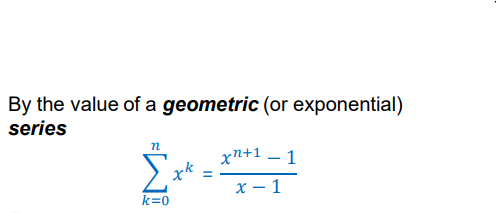 By the value of a geometric (or exponential)
series
n
∑ x^k = (x^{n+1} − 1) / (x − 1)
k=0